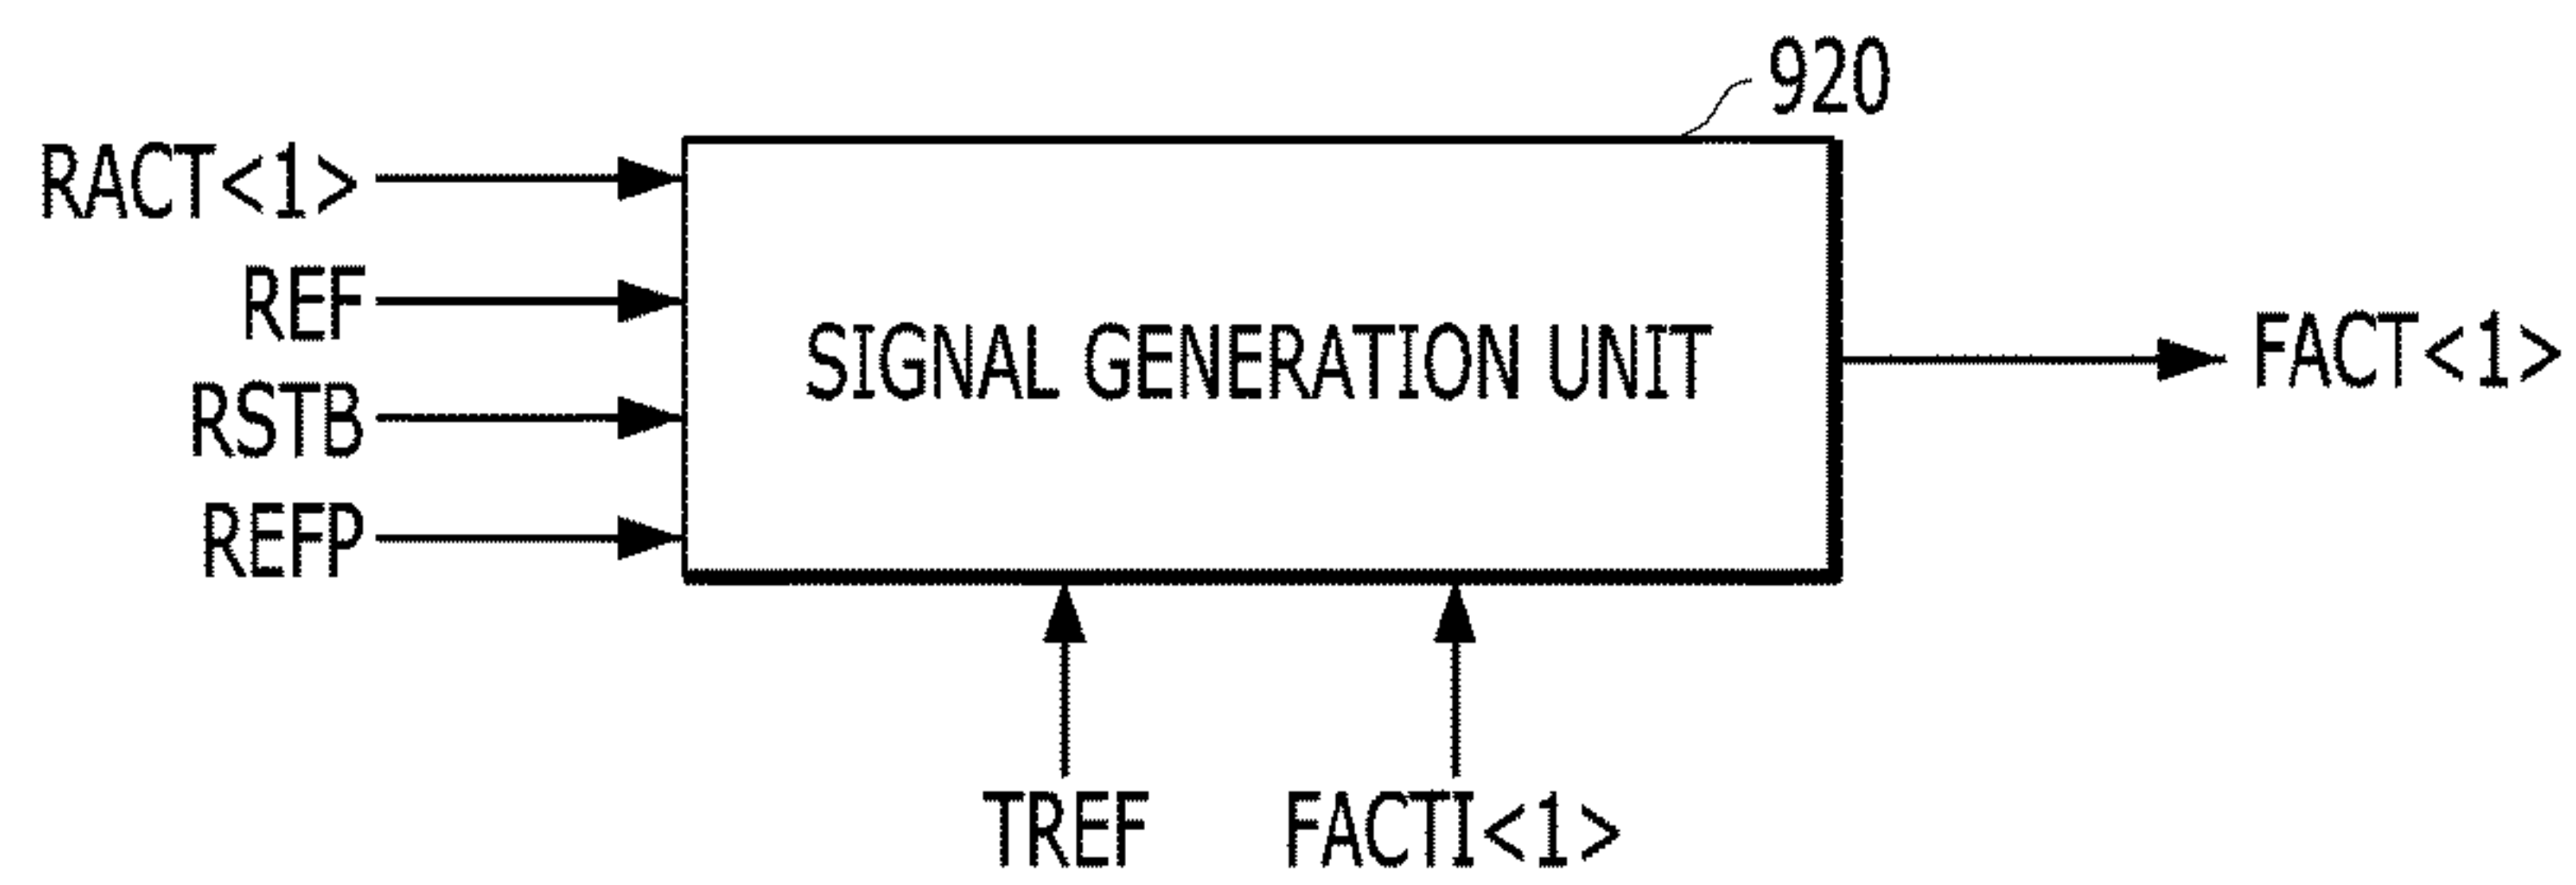 920
RACT<1>
REF
RSTB
REFP
SIGNAL GENERATION UNIT
FACT<1>
TREF
FACTI<1>